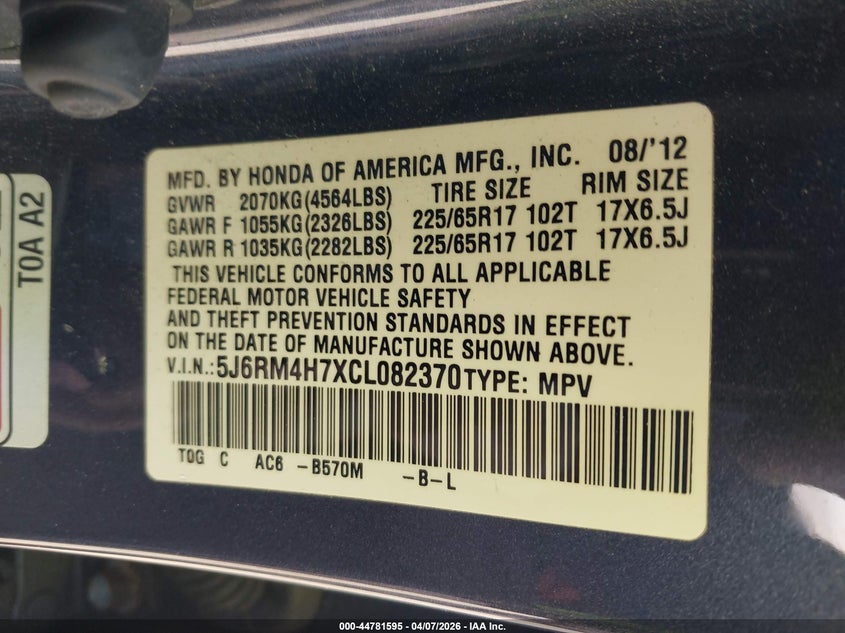 MFD. BY HONDA OF AMERICA MFG., INC. 08/'12
GVWR 2070KG(4564LBS) TIRE SIZE RIM SIZE
GAWR F 1055KG(2326LBS) 225/65R17 102T 17X6.5J
GAWR R 1035KG(2282LBS) 225/65R17 102T 17X6.5J
THIS VEHICLE CONFORMS TO ALL APPLICABLE
FEDERAL MOTOR VEHICLE SAFETY
AND THEFT PREVENTION STANDARDS IN EFFECT
ON THE DATE OF MANUFACTURE SHOWN ABOVE.
V.I.N.:5J6RM4H7XCL082370 TYPE: MPV
T0G C AC6 -B570M -B-L
T0A A2
000-44781595 - 04/07/2026 - IAA Inc.